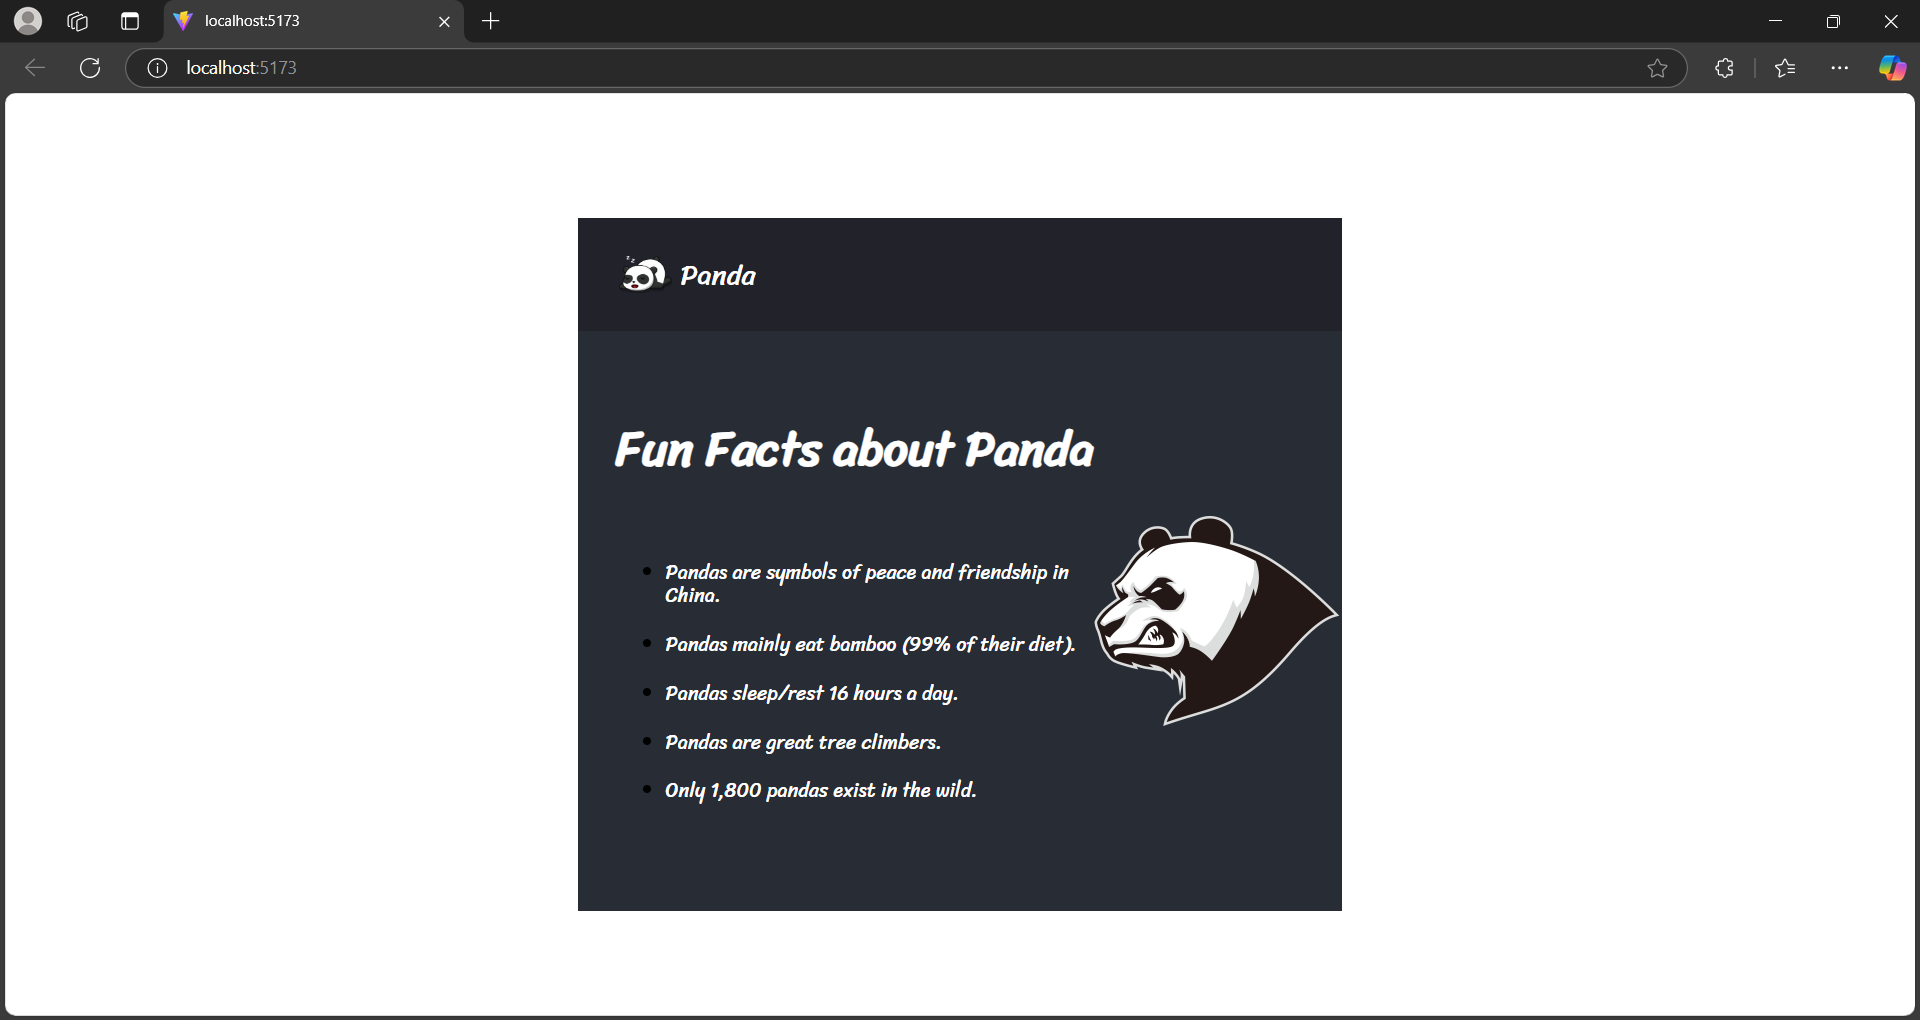 localhost:5173
localhost:5173
z z
Panda
Fun Facts about Panda
Pandas are symbols of peace and friendship in
China.
Pandas mainly eat bamboo (99% of their diet).
Pandas sleep/rest 16 hours a day.
Pandas are great tree climbers.
Only 1,800 pandas exist in the wild.